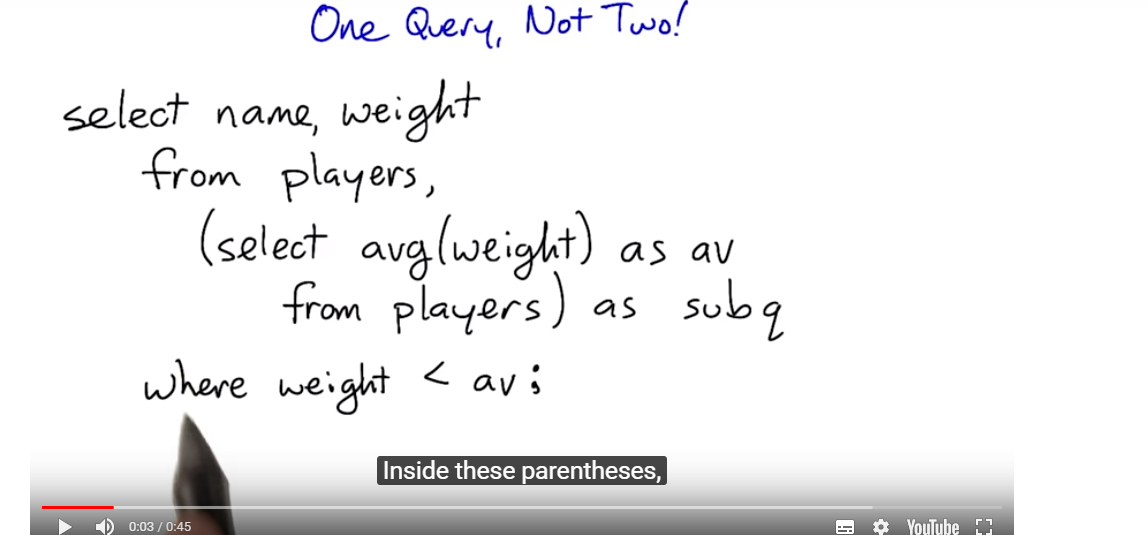 One Query, Not Two!
select name, weight
from players,
(select avg(weight) as av
from players) as subq
where weight < av;
Inside these parentheses,
0:03 / 0:45
YouTube